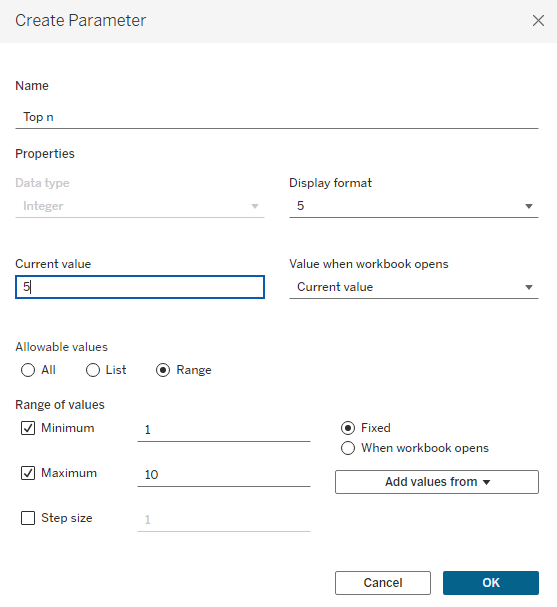 Create Parameter
Name
Top n
Properties
Data type
Display format
Integer
5
Current value
Value when workbook opens
5
Current value
Allowable values
All
List
Range
Range of values
Minimum
1
Fixed
When workbook opens
Maximum
10
Add values from
Step size
1
Cancel
OK